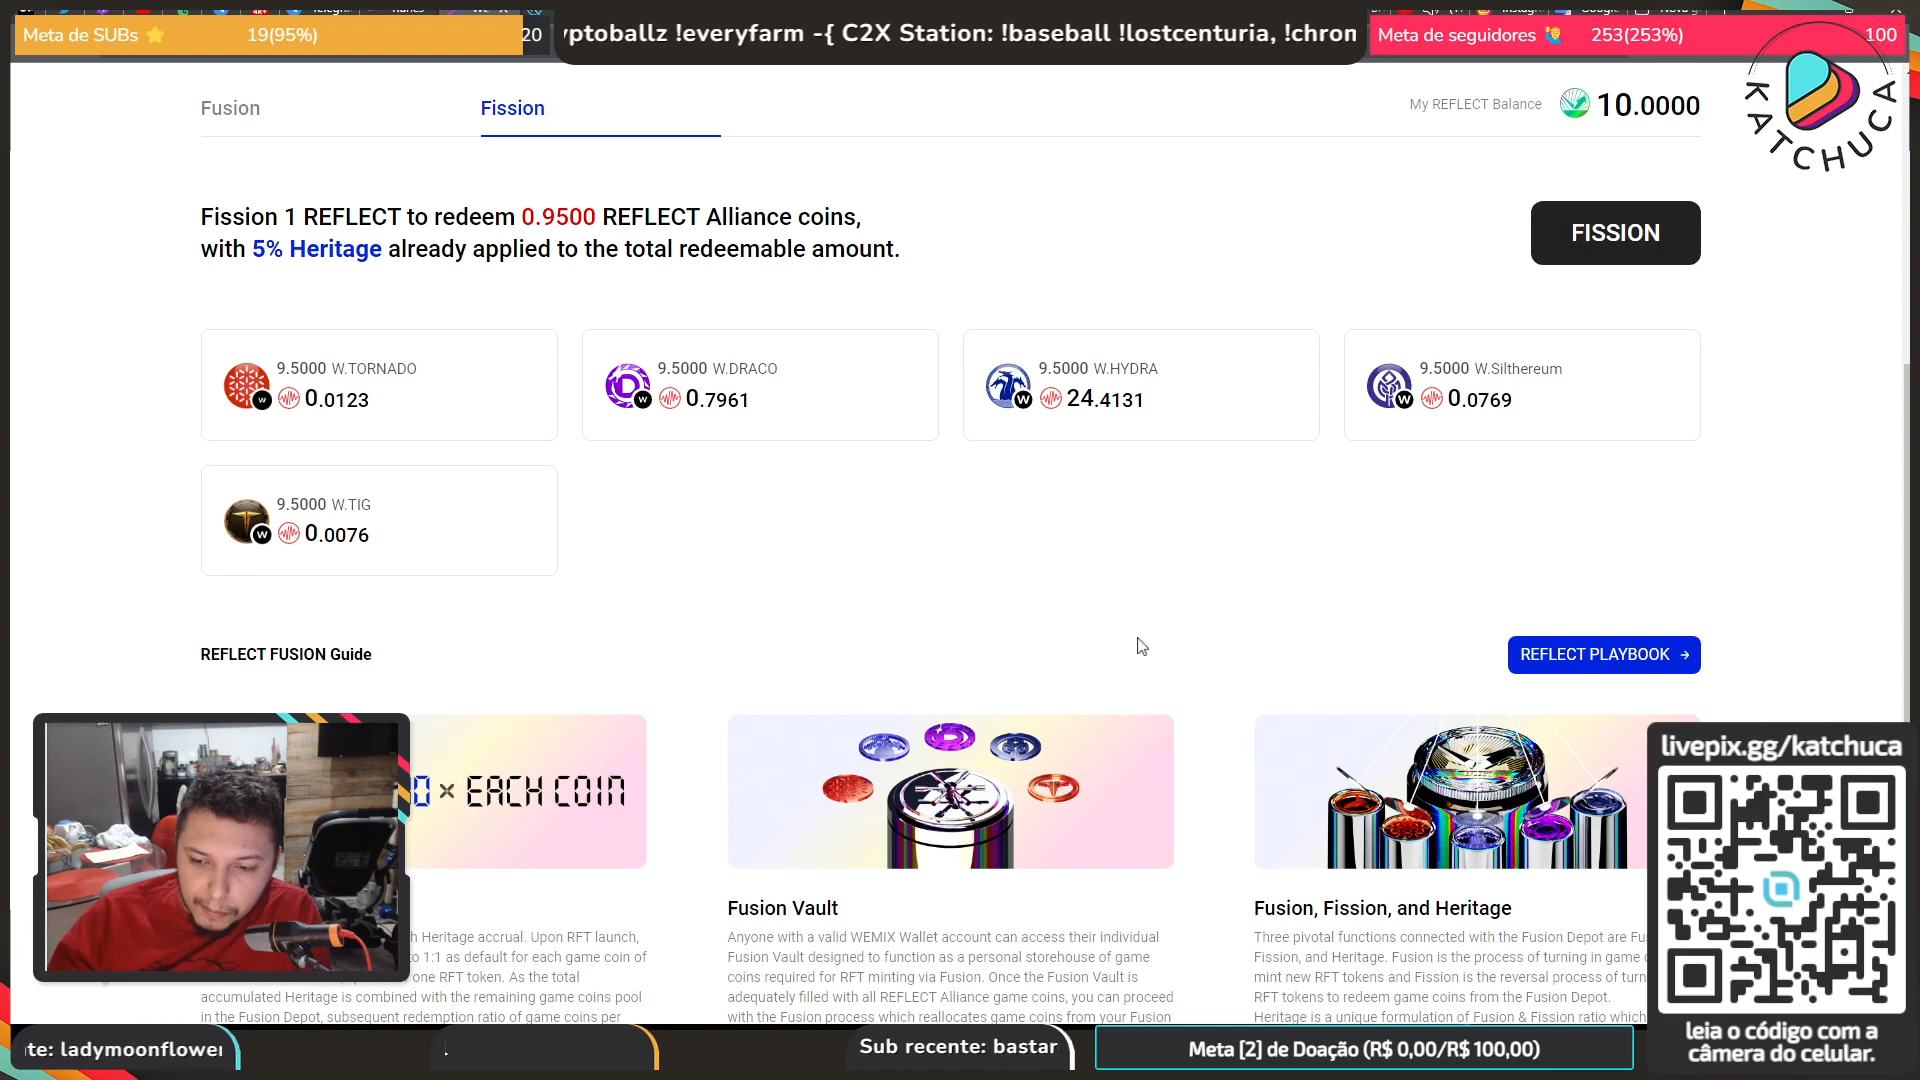 Meta de SUBs 19(95%) 20
yptoballz !everyfarm -{ C2X Station: !baseball !lostcenturia, !chron
Meta de seguidores 253(253%) 100
KATCHUCA
Fusion
Fission
My REFLECT Balance 10.0000
Fission 1 REFLECT to redeem 0.9500 REFLECT Alliance coins,
with 5% Heritage already applied to the total redeemable amount.
FISSION
9.5000 W.TORNADO
0.0123
9.5000 W.DRACO
0.7961
9.5000 W.HYDRA
24.4131
9.5000 W.Silthereum
0.0769
9.5000 W.TIG
0.0076
REFLECT FUSION Guide
REFLECT PLAYBOOK →
0 × EACH COIN
h Heritage accrual. Upon RFT launch,
to 1:1 as default for each game coin of
one RFT token. As the total
accumulated Heritage is combined with the remaining game coins pool
in the Fusion Depot, subsequent redemption ratio of game coins per
Fusion Vault
Anyone with a valid WEMIX Wallet account can access their individual
Fusion Vault designed to function as a personal storehouse of game
coins required for RFT minting via Fusion. Once the Fusion Vault is
adequately filled with all REFLECT Alliance game coins, you can proceed
with the Fusion process which reallocates game coins from your Fusion
Fusion, Fission, and Heritage
Three pivotal functions connected with the Fusion Depot are Fu
Fission, and Heritage. Fusion is the process of turning in game c
mint new RFT tokens and Fission is the reversal process of turn
RFT tokens to redeem game coins from the Fusion Depot.
Heritage is a unique formulation of Fusion & Fission ratio which
livepix.gg/katchuca
leia o código com a
câmera do celular.
te: ladymoonflower
Sub recente: bastar
Meta [2] de Doação (R$ 0,00/R$ 100,00)